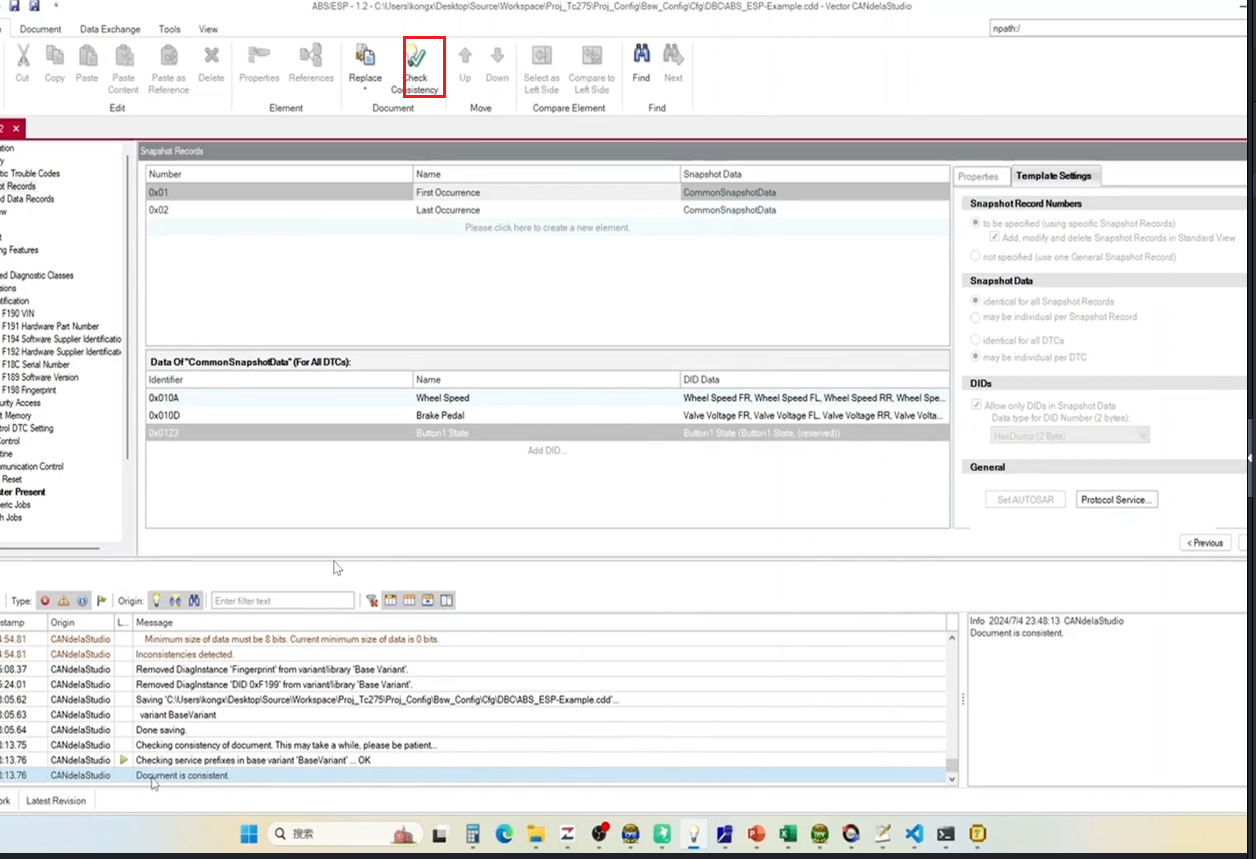 ABS/ESP - 1.2 - C:\Users\kongx\Desktop\Source\Workspace\Proj_Tc275\Proj_Config\Bsw_Config\Cfg\DBC\ABS_ESP-Example.cdd - Vector CANdelaStudio
Document Data Exchange Tools View
npath:/
Cut Copy Paste Paste Content Paste as Reference Delete Properties References Replace Check Consistency Up Down Select as Left Side Compare to Left Side Find Next
Edit Element Document Move Compare Element Find
2 ×
Snapshot Records
ation
y
tic Trouble Codes
ot Records
d Data Records
ew
t
ng Features
ed Diagnostic Classes
sions
ntification
F190 VIN
F191 Hardware Part Number
F194 Software Supplier Identificatio
F192 Hardware Supplier Identificati
F18C Serial Number
F189 Software Version
F198 Fingerprint
urity Access
t Memory
trol DTC Setting
Control
tine
munication Control
Reset
ter Present
eric Jobs
h Jobs
Number Name Snapshot Data
0x01 First Occurrence CommonSnapshotData
0x02 Last Occurrence CommonSnapshotData
Please click here to create a new element.
Data Of "CommonSnapshotData" (For All DTCs):
Identifier Name DID Data
0x010A Wheel Speed Wheel Speed FR, Wheel Speed FL, Wheel Speed RR, Wheel Spe...
0x010D Brake Pedal Valve Voltage FR, Valve Voltage FL, Valve Voltage RR, Valve Volta...
0x0123 Button1 State Button1 State (Button1 State, (reserved))
Add DID...
Properties Template Settings
Snapshot Record Numbers
to be specified (using specific Snapshot Records)
Add, modify and delete Snapshot Records in Standard View
not specified (use one General Snapshot Record)
Snapshot Data
identical for all Snapshot Records
may be individual per Snapshot Record
identical for all DTCs
may be individual per DTC
DIDs
Allow only DIDs in Snapshot Data
Data type for DID Number (2 bytes):
HexDump (2 Byte)
General
Set AUTOSAR Protocol Service...
< Previous
Type: Origin: Enter filter text
stamp Origin L... Message
4:54.81 CANdelaStudio Minimum size of data must be 8 bits. Current minimum size of data is 0 bits.
4:54.81 CANdelaStudio Inconsistencies detected.
5:08.37 CANdelaStudio Removed DiagInstance 'Fingerprint' from variant/library 'Base Variant'.
5:24.01 CANdelaStudio Removed DiagInstance 'DID 0xF199' from variant/library 'Base Variant'.
8:05.62 CANdelaStudio Saving 'C:\Users\kongx\Desktop\Source\Workspace\Proj_Tc275\Proj_Config\Bsw_Config\Cfg\DBC\ABS_ESP-Example.cdd'...
8:05.63 CANdelaStudio variant BaseVariant
8:05.64 CANdelaStudio Done saving.
8:13.75 CANdelaStudio Checking consistency of document. This may take a while, please be patient...
8:13.76 CANdelaStudio Checking service prefixes in base variant 'BaseVariant' ... OK
8:13.76 CANdelaStudio Document is consistent.
Info 2024/7/4 23:48:13 CANdelaStudio
Document is consistent.
ork Latest Revision
搜索